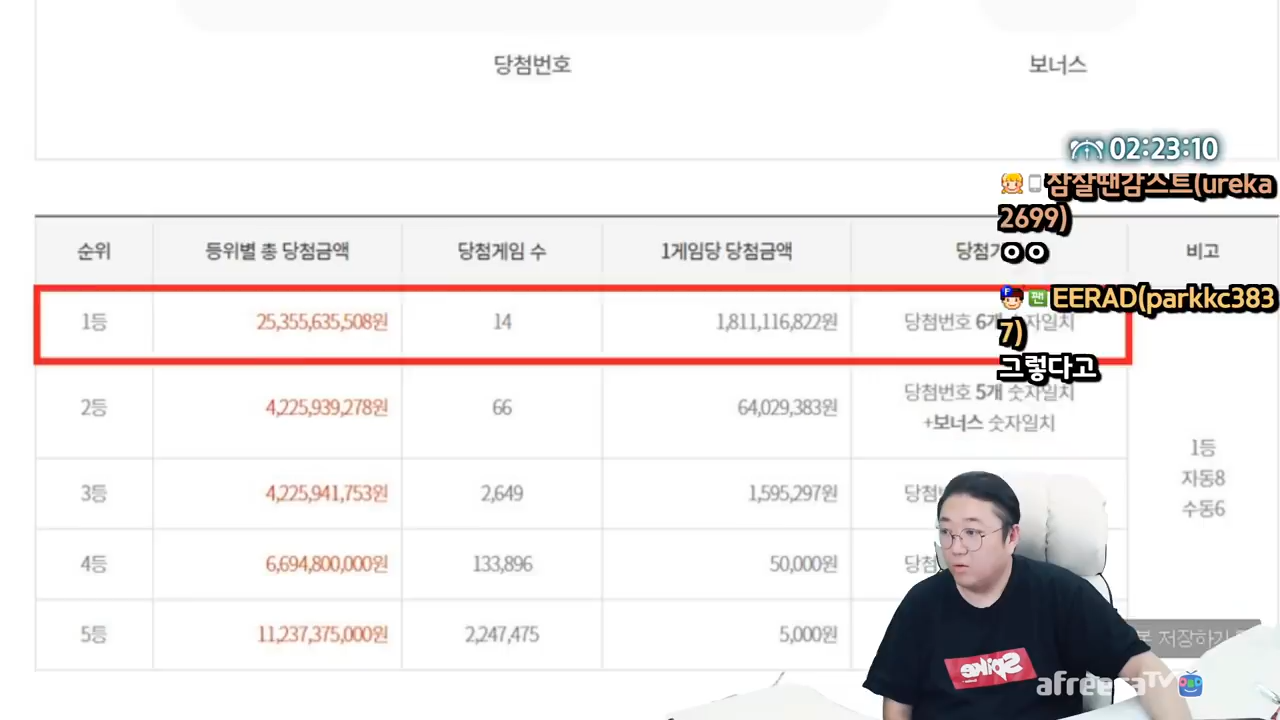 당첨번호
보너스
02:23:10
잠잘땐감스트(ureka
2699)
ㅇㅇ
EERAD(parkkc383
7)
그렇다고
순위 등위별 총 당첨금액 당첨게임 수 1게임당 당첨금액 비고
1등 25,355,635,508원 14 1,811,116,822원 당첨번호 6개
2등 4,225,939,278원 66 64,029,383원 당첨번호 5개 숫자일치
+보너스 숫자일치
3등 4,225,941,753원 2,649 1,595,297원
4등 6,694,800,000원 133,896 50,000원
5등 11,237,375,000원 2,247,475 5,000원
1등
자동8
수동6
저장하기
Spike
afreecaTV